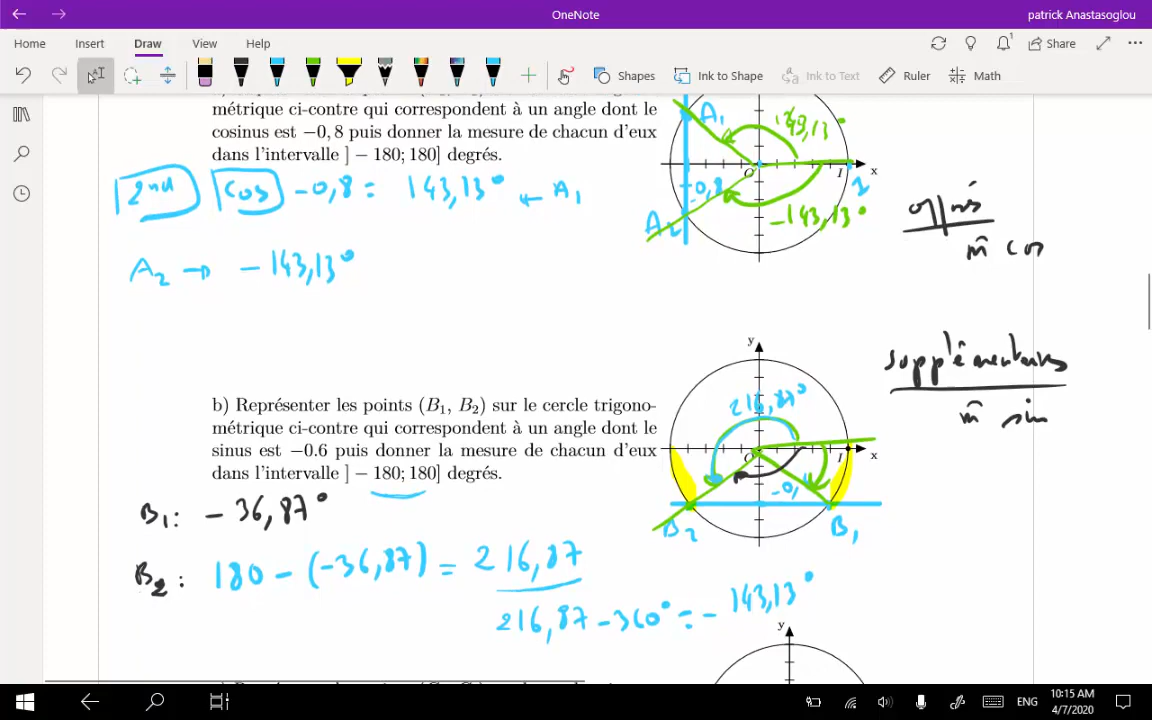 OneNote
patrick Anastasoglou
Home Insert Draw View Help
Share
Shapes Ink to Shape Ink to Text Ruler Math
métrique ci-contre qui correspondent à un angle dont le
cosinus est −0,8 puis donner la mesure de chacun d'eux
dans l'intervalle ] − 180; 180] degrés.
2nd cos -0,8 = 143,13° ← A1
A2 → - 143,13°
A1
143,13°
O
I
x
-0,8
1
A2
-143,13°
opposés
m̂ cos
supplémentaires
m̂ sin
b) Représenter les points (B1, B2) sur le cercle trigono-
métrique ci-contre qui correspondent à un angle dont le
sinus est −0.6 puis donner la mesure de chacun d'eux
dans l'intervalle ] − 180; 180] degrés.
y
216,87°
O
I
x
B2
B1
B1: - 36,87°
B2: 180 - (-36,87) = 216,87
216,87 - 360° = - 143,13°
y
ENG
10:15 AM
4/7/2020